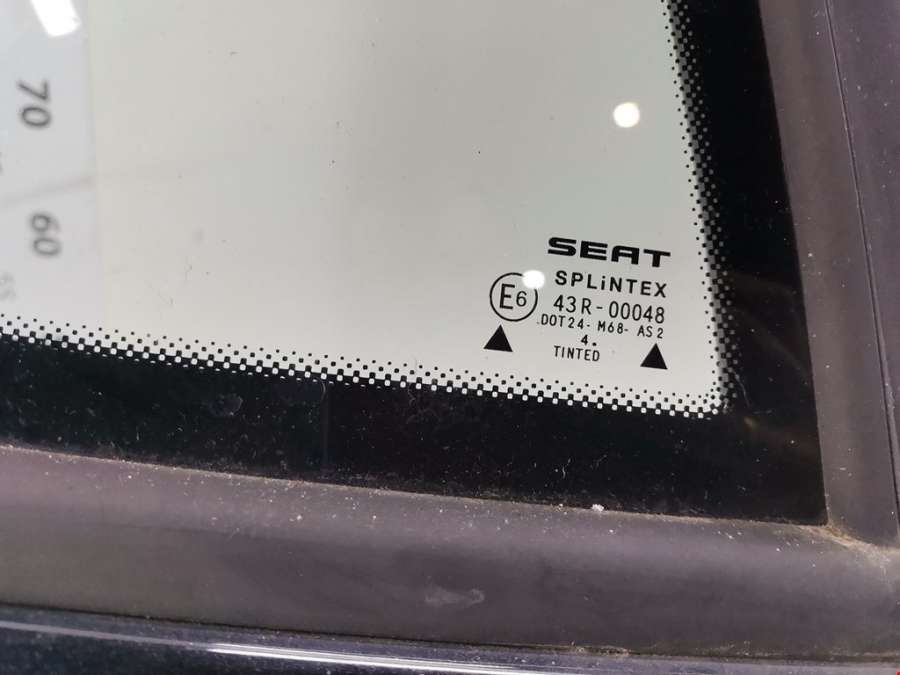 70
60
SEAT
SPLiNTEX
E6 43R-00048
.DOT24- M68- AS2
4.
TINTED